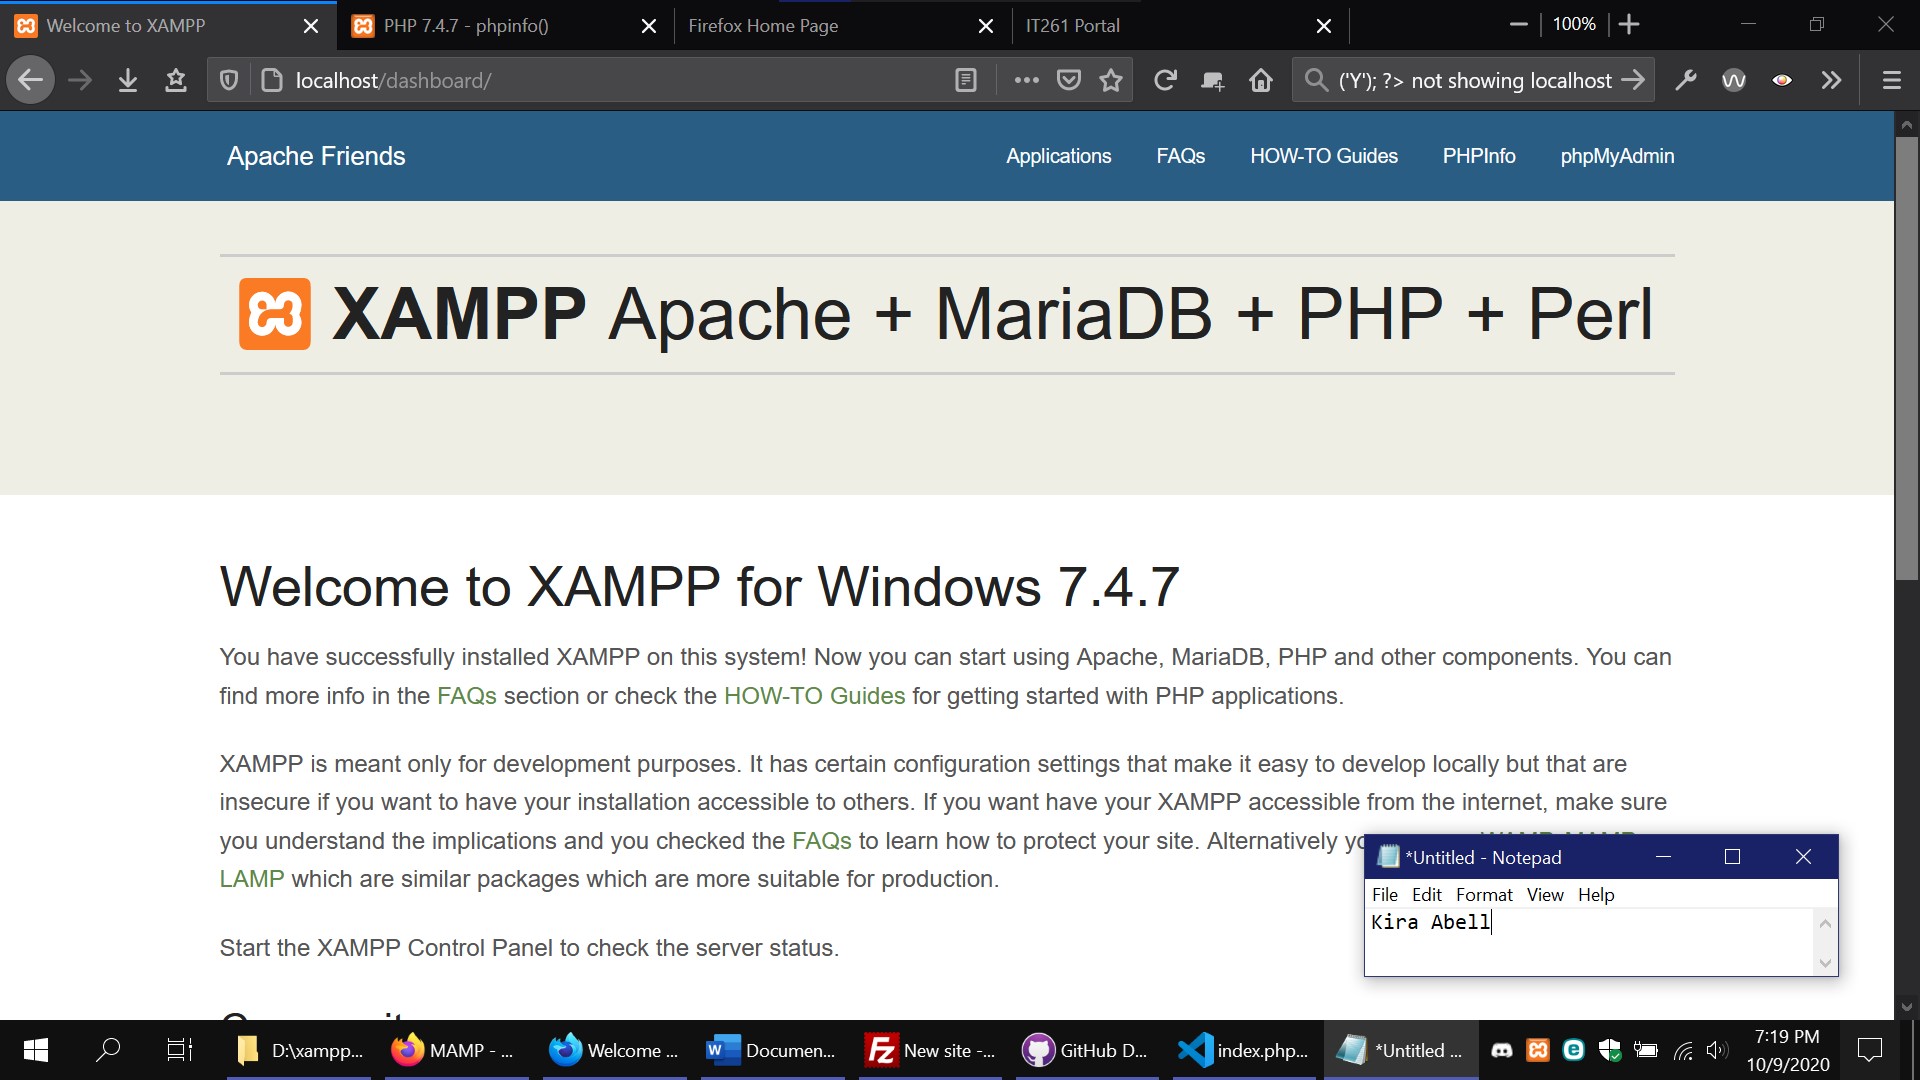 Welcome to XAMPP
PHP 7.4.7 - phpinfo()
Firefox Home Page
IT261 Portal
100%
localhost/dashboard/
('Y'); ?> not showing localhost
Apache Friends
Applications
FAQs
HOW-TO Guides
PHPInfo
phpMyAdmin
XAMPP Apache + MariaDB + PHP + Perl
Welcome to XAMPP for Windows 7.4.7
You have successfully installed XAMPP on this system! Now you can start using Apache, MariaDB, PHP and other components. You can
find more info in the FAQs section or check the HOW-TO Guides for getting started with PHP applications.
XAMPP is meant only for development purposes. It has certain configuration settings that make it easy to develop locally but that are
insecure if you want to have your installation accessible to others. If you want have your XAMPP accessible from the internet, make sure
you understand the implications and you checked the FAQs to learn how to protect your site. Alternatively
LAMP which are similar packages which are more suitable for production.
Start the XAMPP Control Panel to check the server status.
*Untitled - Notepad
File Edit Format View Help
Kira Abell
D:\xampp...
MAMP - ...
Welcome ...
Documen...
New site -...
GitHub D...
index.php...
*Untitled ...
7:19 PM
10/9/2020